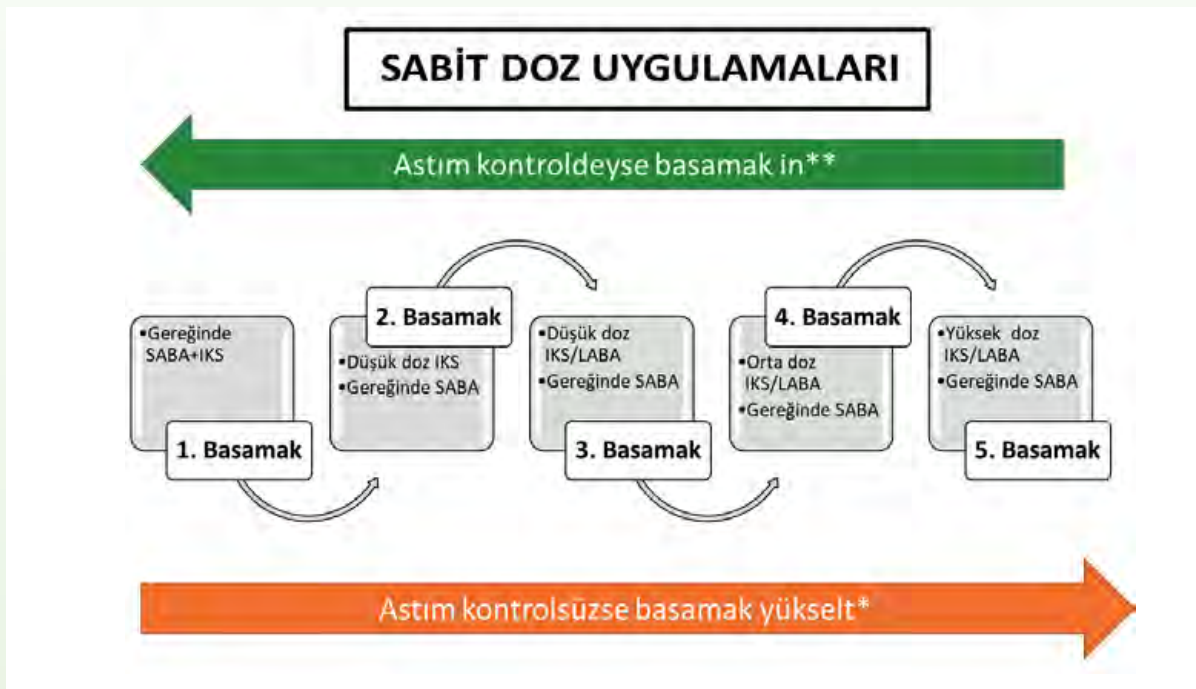 SABİT DOZ UYGULAMALARI
Astım kontroldeyse basamak in**
•Gereğinde
SABA+IKS
1. Basamak
2. Basamak
•Düşük doz IKS
•Gereğinde SABA
•Düşük doz
IKS/LABA
•Gereğinde SABA
3. Basamak
4. Basamak
•Orta doz
IKS/LABA
•Gereğinde SABA
•Yüksek doz
IKS/LABA
•Gereğinde SABA
5. Basamak
Astım kontrolsüzse basamak yükselt*